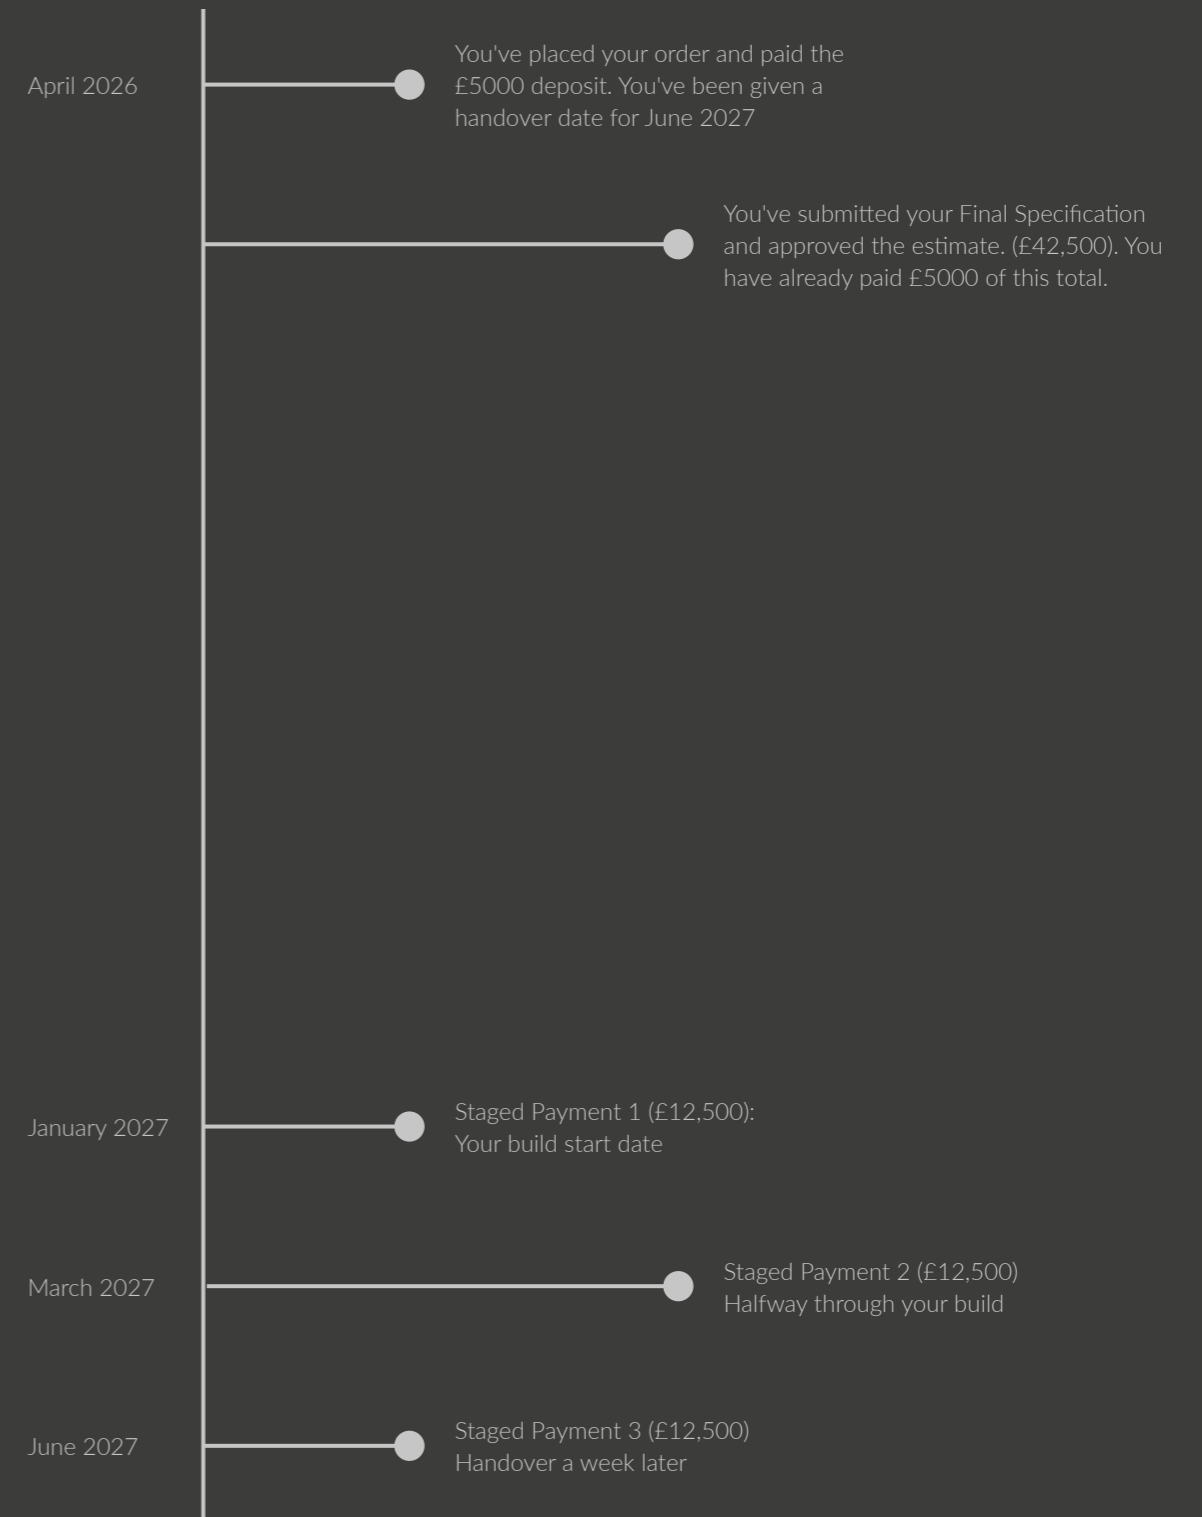 April 2026
You've placed your order and paid the
£5000 deposit. You've been given a
handover date for June 2027
You've submitted your Final Specification
and approved the estimate. (£42,500). You
have already paid £5000 of this total.
January 2027
Staged Payment 1 (£12,500):
Your build start date
March 2027
Staged Payment 2 (£12,500)
Halfway through your build
June 2027
Staged Payment 3 (£12,500)
Handover a week later